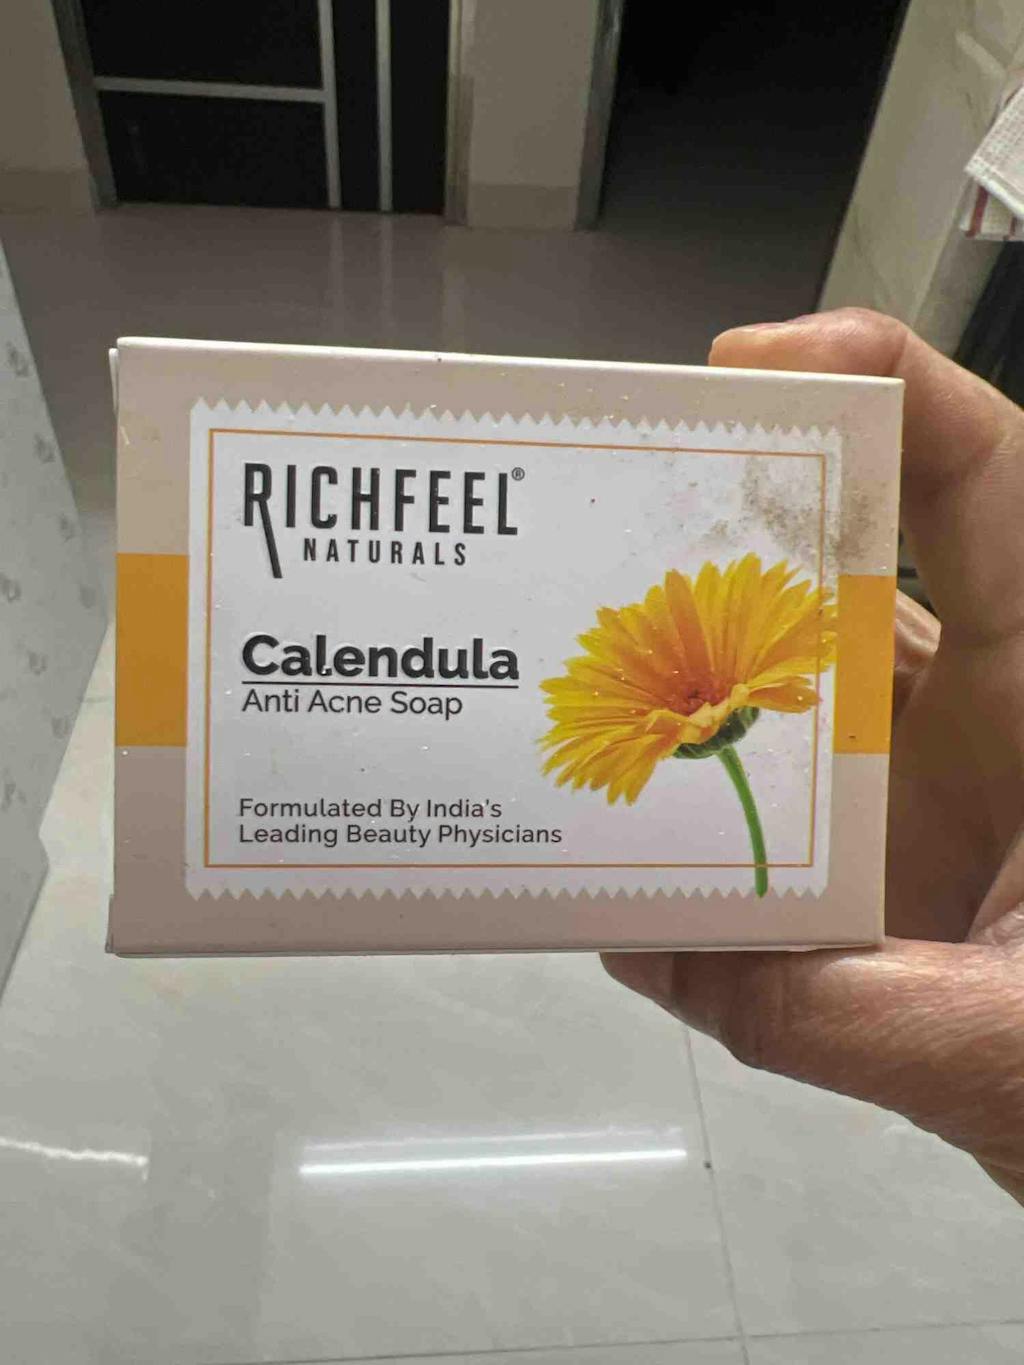 RICHFEEL®
NATURALS
Calendula
Anti Acne Soap
Formulated By India's
Leading Beauty Physicians